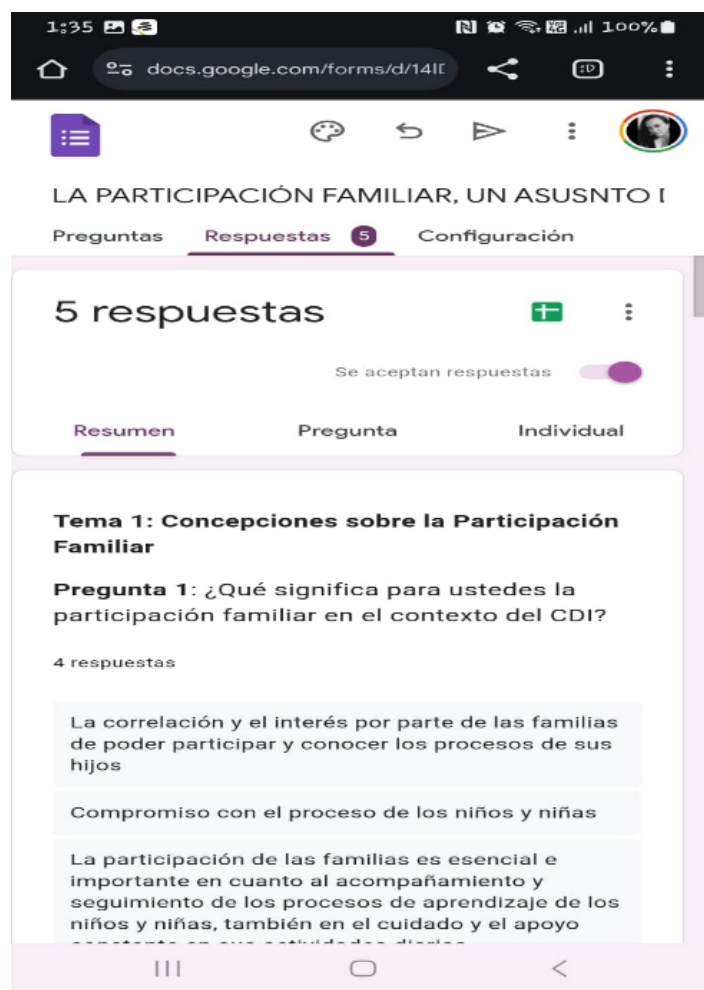 1:35
100%
docs.google.com/forms/d/14
:D
LA PARTICIPACIÓN FAMILIAR, UN ASUSNTO
Preguntas Respuestas 5 Configuración
5 respuestas
Se aceptan respuestas
Resumen Pregunta Individual
Tema 1: Concepciones sobre la Participación
Familiar
Pregunta 1: ¿Qué significa para ustedes la
participación familiar en el contexto del CDI?
4 respuestas
La correlación y el interés por parte de las familias
de poder participar y conocer los procesos de sus
hijos
Compromiso con el proceso de los niños y niñas
La participación de las familias es esencial e
importante en cuanto al acompañamiento y
seguimiento de los procesos de aprendizaje de los
niños y niñas, también en el cuidado y el apoyo